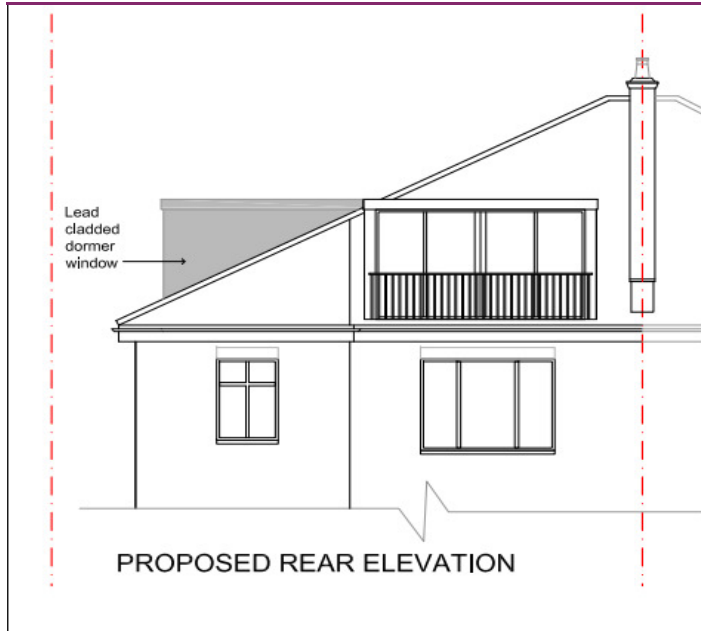 Lead
cladded
dormer
window
PROPOSED REAR ELEVATION